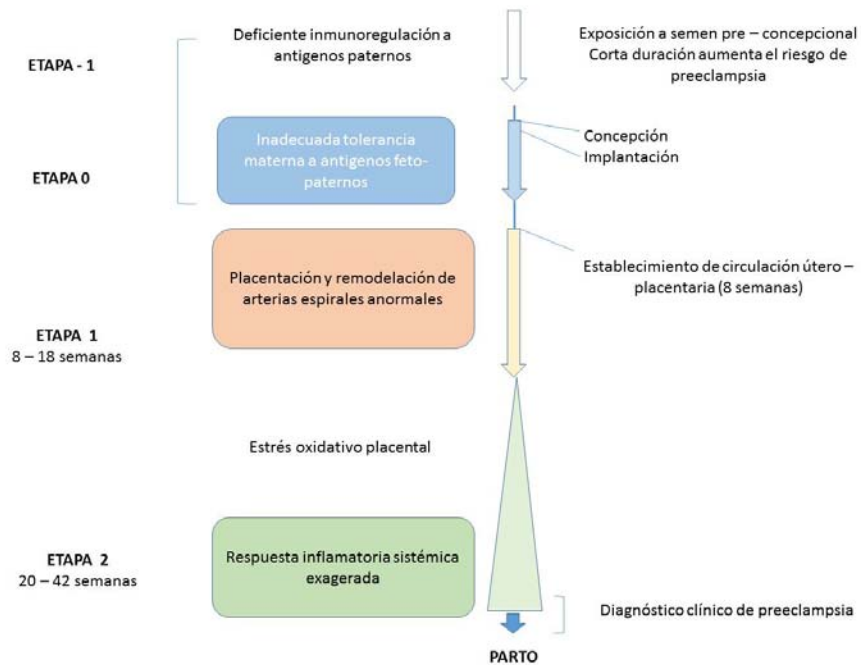 Deficiente inmunoregulación a
antigenos paternos
Exposición a semen pre – concepcional
Corta duración aumenta el riesgo de
preeclampsia
ETAPA - 1
Inadecuada tolerancia
materna a antigenos feto-
paternos
Concepción
Implantación
ETAPA 0
Placentación y remodelación de
arterias espirales anormales
Establecimiento de circulación útero –
placentaria (8 semanas)
ETAPA 1
8 – 18 semanas
Estrés oxidativo placental
ETAPA 2
20 – 42 semanas
Respuesta inflamatoria sistémica
exagerada
Diagnóstico clínico de preeclampsia
PARTO